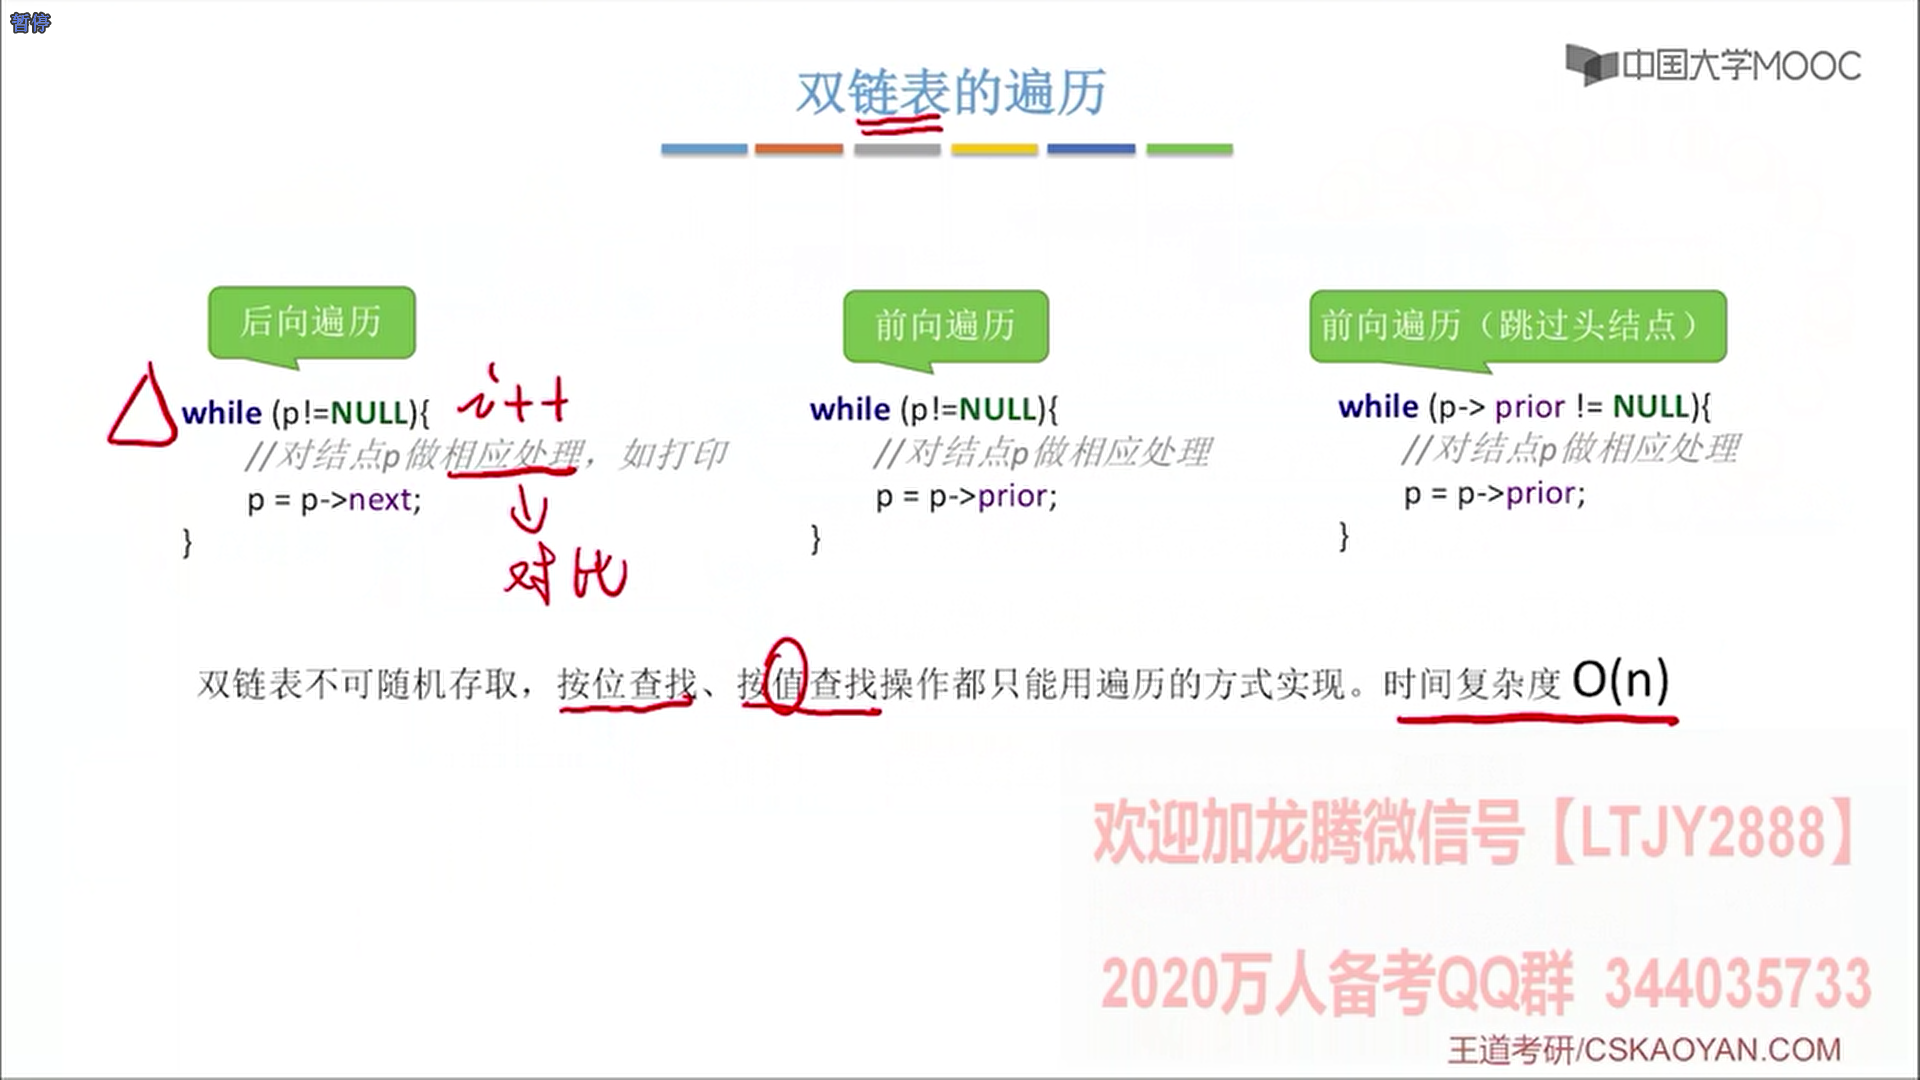 暂停
中国大学MOOC
双链表的遍历
后向遍历
while (p!=NULL){ i++
//对结点p做相应处理，如打印
p = p->next;
}
对比
前向遍历
while (p!=NULL){
//对结点p做相应处理
p = p->prior;
}
前向遍历（跳过头结点）
while (p-> prior != NULL){
//对结点p做相应处理
p = p->prior;
}
双链表不可随机存取，按位查找、按值查找操作都只能用遍历的方式实现。时间复杂度 O(n)
欢迎加龙腾微信号【LTJY2888】
2020万人备考QQ群 344035733
王道考研/CSKAOYAN.COM